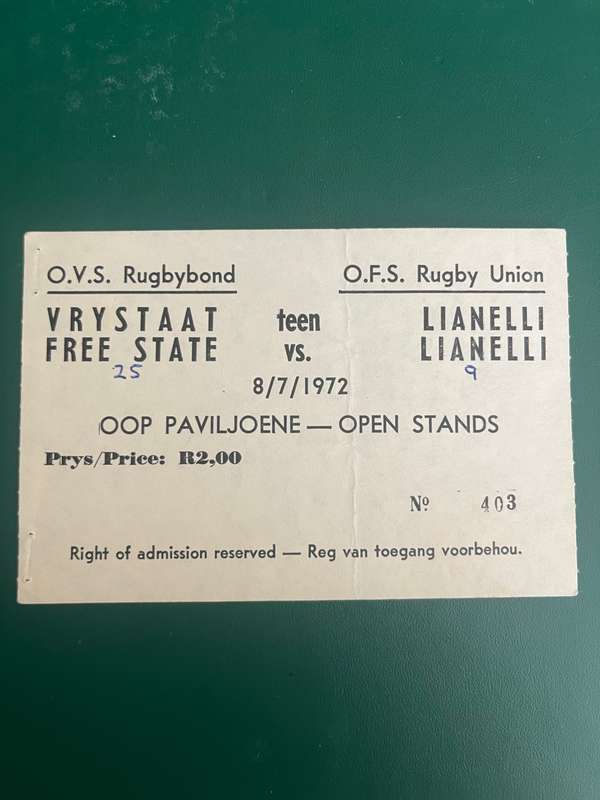 O.V.S. Rugbybond O.F.S. Rugby Union
VRYSTAAT teen LIANELLI
FREE STATE vs. LIANELLI
25 9
8/7/1972
OOP PAVILJOENE — OPEN STANDS
Prys/Price: R2,00
Nº 403
Right of admission reserved — Reg van toegang voorbehou.